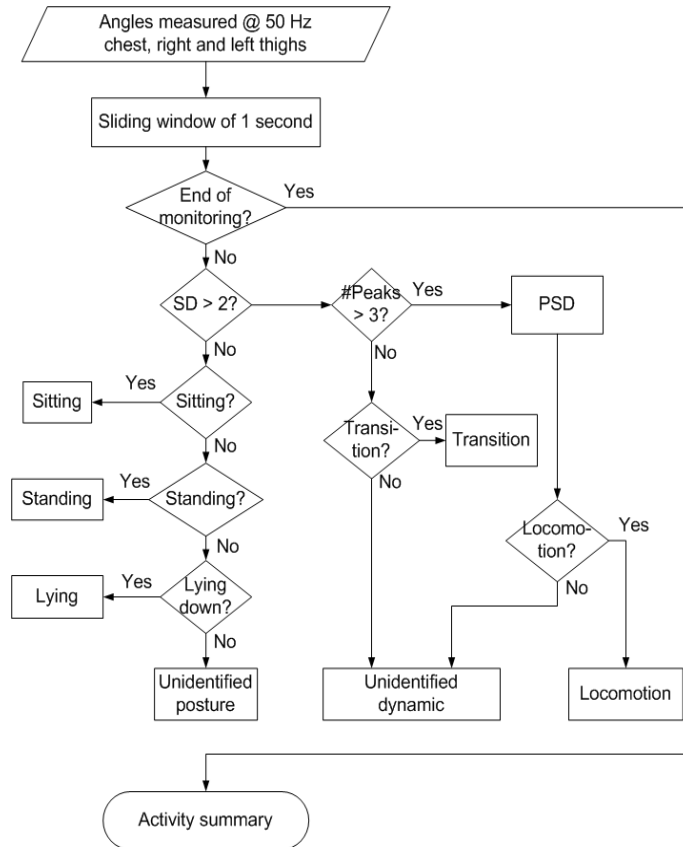 Angles measured @ 50 Hz
chest, right and left thighs
Sliding window of 1 second
End of
monitoring?
Yes
No
SD > 2?
#Peaks
> 3?
Yes
PSD
No
No
Sitting
Yes
Sitting?
Transi-
tion?
Yes
Transition
No
No
Standing
Yes
Standing?
Locomo-
tion?
Yes
No
No
Lying
Yes
Lying
down?
No
Unidentified
posture
Unidentified
dynamic
Locomotion
Activity summary